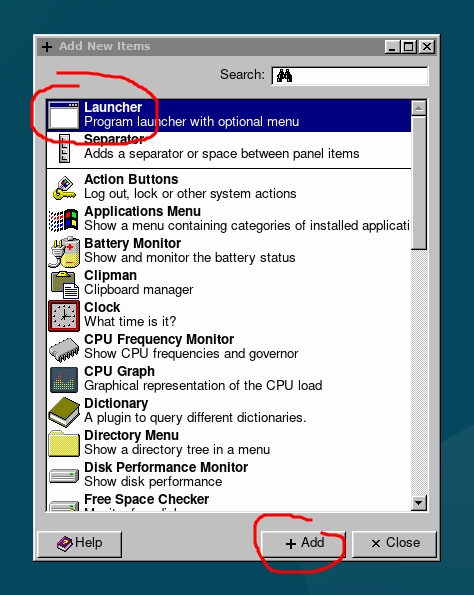 Add New Items
Search:
Launcher
Program launcher with optional menu
Separator
Adds a separator or space between panel items
Action Buttons
Log out, lock or other system actions
Applications Menu
Show a menu containing categories of installed applicati
Battery Monitor
Show and monitor the battery status
Clipman
Clipboard manager
Clock
What time is it?
CPU Frequency Monitor
Show CPU frequencies and governor
CPU Graph
Graphical representation of the CPU load
Dictionary
A plugin to query different dictionaries.
Directory Menu
Show a directory tree in a menu
Disk Performance Monitor
Show disk performance
Free Space Checker
Help
Add
Close